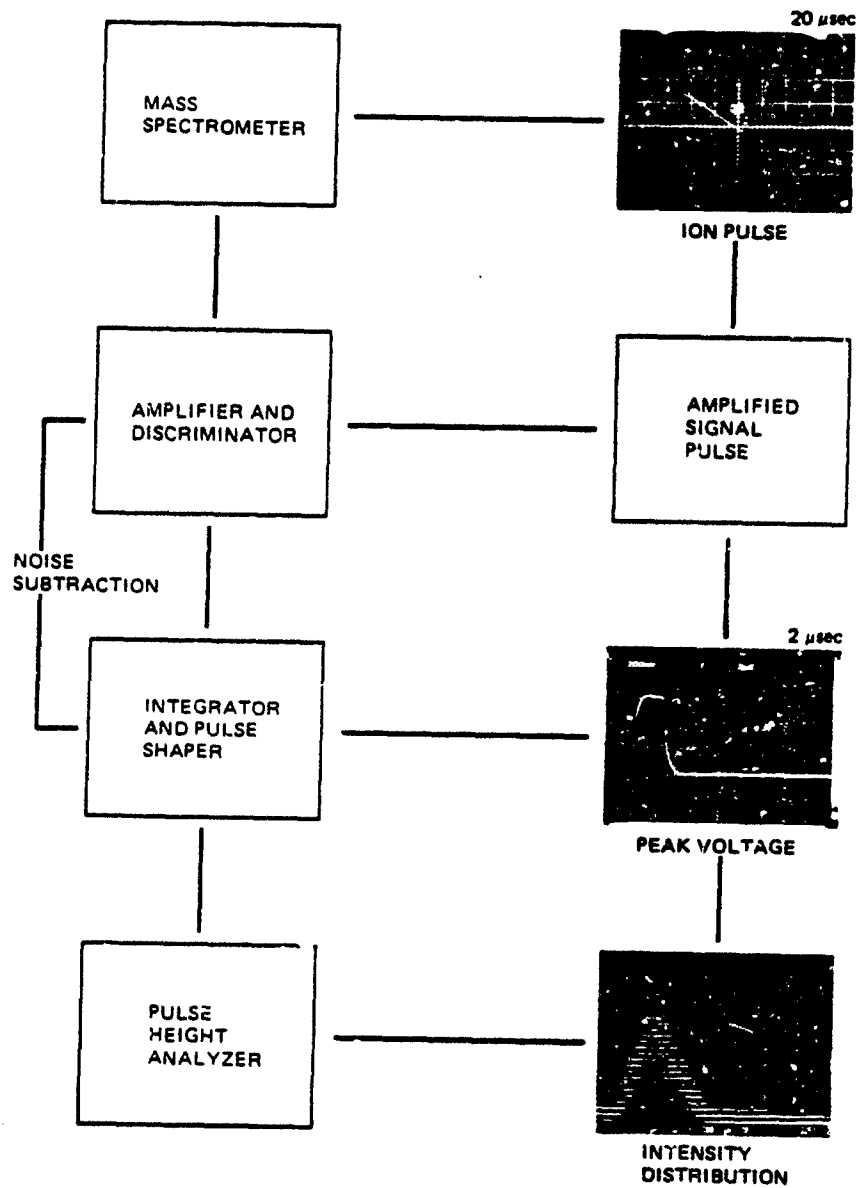 20 μsec
MASS
SPECTROMETER
ION PULSE
AMPLIFIER AND
DISCRIMINATOR
AMPLIFIED
SIGNAL
PULSE
NOISE
SUBTRACTION
2 μsec
INTEGRATOR
AND PULSE
SHAPER
PEAK VOLTAGE
PULSE
HEIGHT
ANALYZER
INTENSITY
DISTRIBUTION